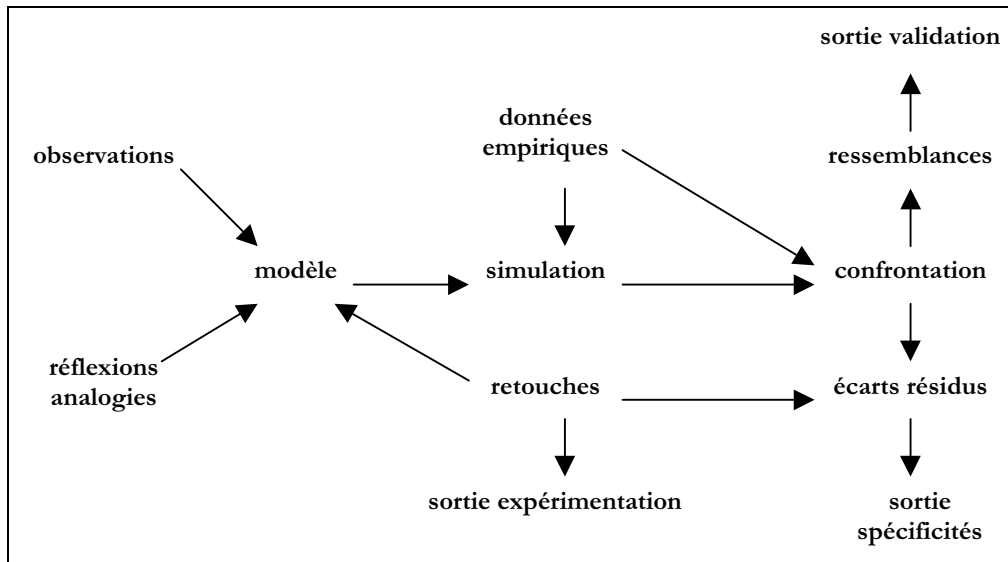 sortie validation
données
empiriques
observations
ressemblances
modèle
simulation
confrontation
réflexions
analogies
retouches
écarts résidus
sortie expérimentation
sortie
spécificités